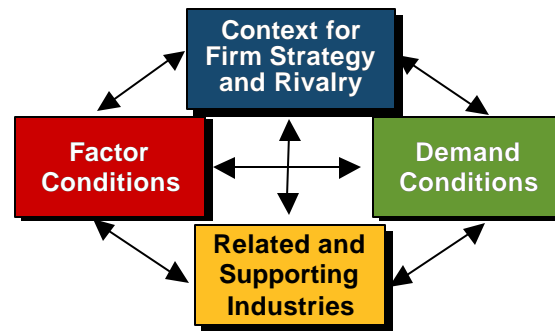 Context for
Firm Strategy
and Rivalry
Factor
Conditions
Demand
Conditions
Related and
Supporting
Industries